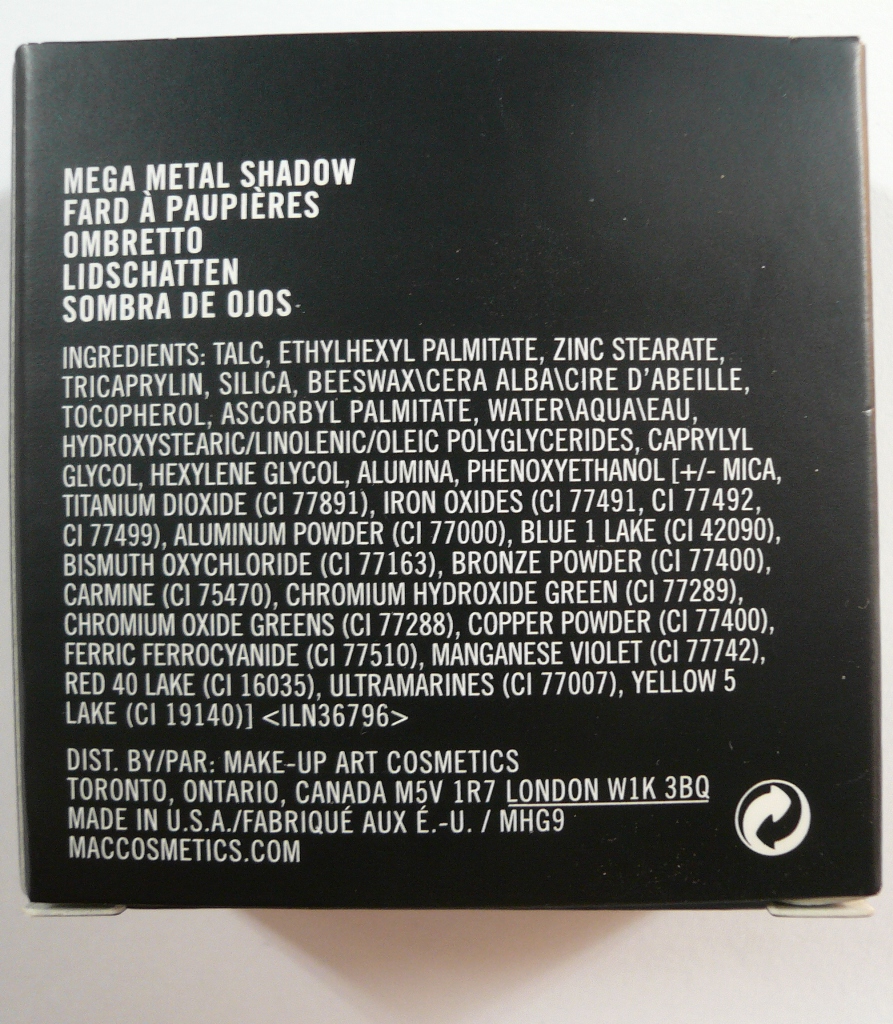 MEGA METAL SHADOW
FARD À PAUPIÈRES
OMBRETTO
LIDSCHATTEN
SOMBRA DE OJOS
INGREDIENTS: TALC, ETHYLHEXYL PALMITATE, ZINC STEARATE,
TRICAPRYLIN, SILICA, BEESWAX\CERA ALBA\CIRE D'ABEILLE,
TOCOPHEROL, ASCORBYL PALMITATE, WATER\AQUA\EAU,
HYDROXYSTEARIC/LINOLENIC/OLEIC POLYGLYCERIDES, CAPRYLYL
GLYCOL, HEXYLENE GLYCOL, ALUMINA, PHENOXYETHANOL [+/- MICA,
TITANIUM DIOXIDE (CI 77891), IRON OXIDES (CI 77491, CI 77492,
CI 77499), ALUMINUM POWDER (CI 77000), BLUE 1 LAKE (CI 42090),
BISMUTH OXYCHLORIDE (CI 77163), BRONZE POWDER (CI 77400),
CARMINE (CI 75470), CHROMIUM HYDROXIDE GREEN (CI 77289),
CHROMIUM OXIDE GREENS (CI 77288), COPPER POWDER (CI 77400),
FERRIC FERROCYANIDE (CI 77510), MANGANESE VIOLET (CI 77742),
RED 40 LAKE (CI 16035), ULTRAMARINES (CI 77007), YELLOW 5
LAKE (CI 19140)] <ILN36796>
DIST. BY/PAR: MAKE-UP ART COSMETICS
TORONTO, ONTARIO, CANADA M5V 1R7 LONDON W1K 3BQ
MADE IN U.S.A./FABRIQUÉ AUX É.-U. / MHG9
MACCOSMETICS.COM